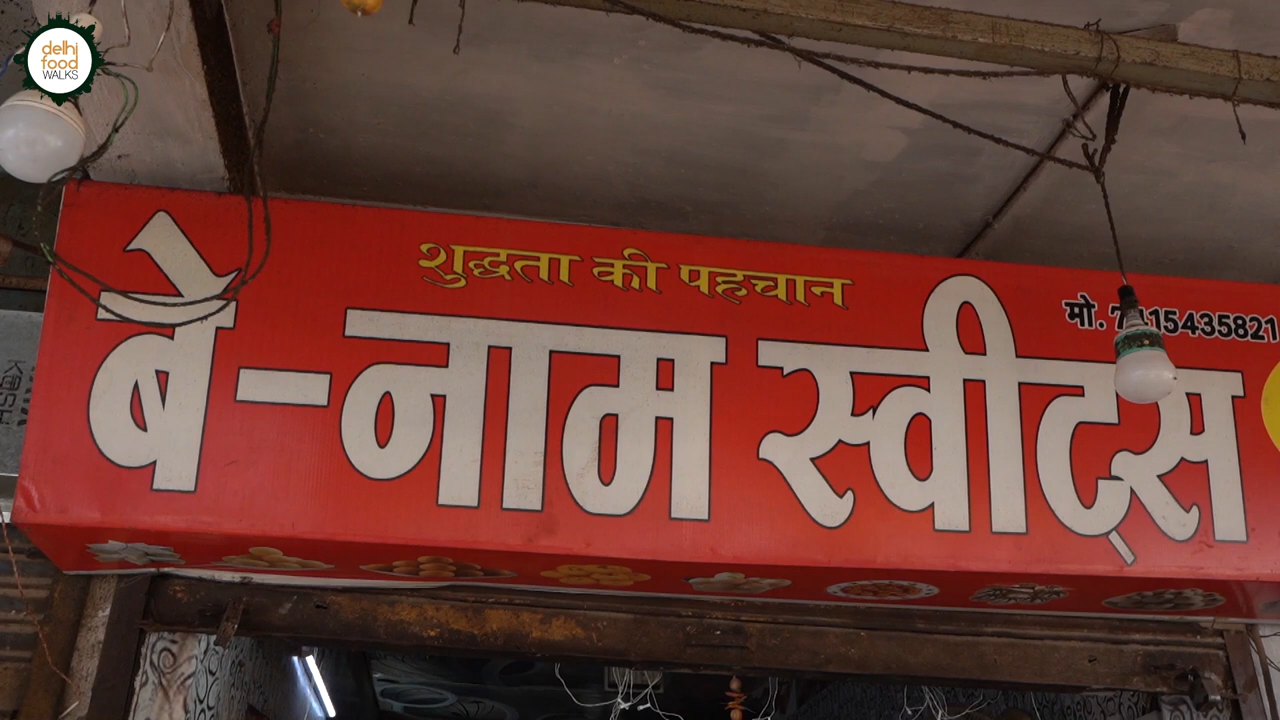 delhi
food
WALKS
शुद्धता की पहचान
मो.
बे-नाम स्वीट्स